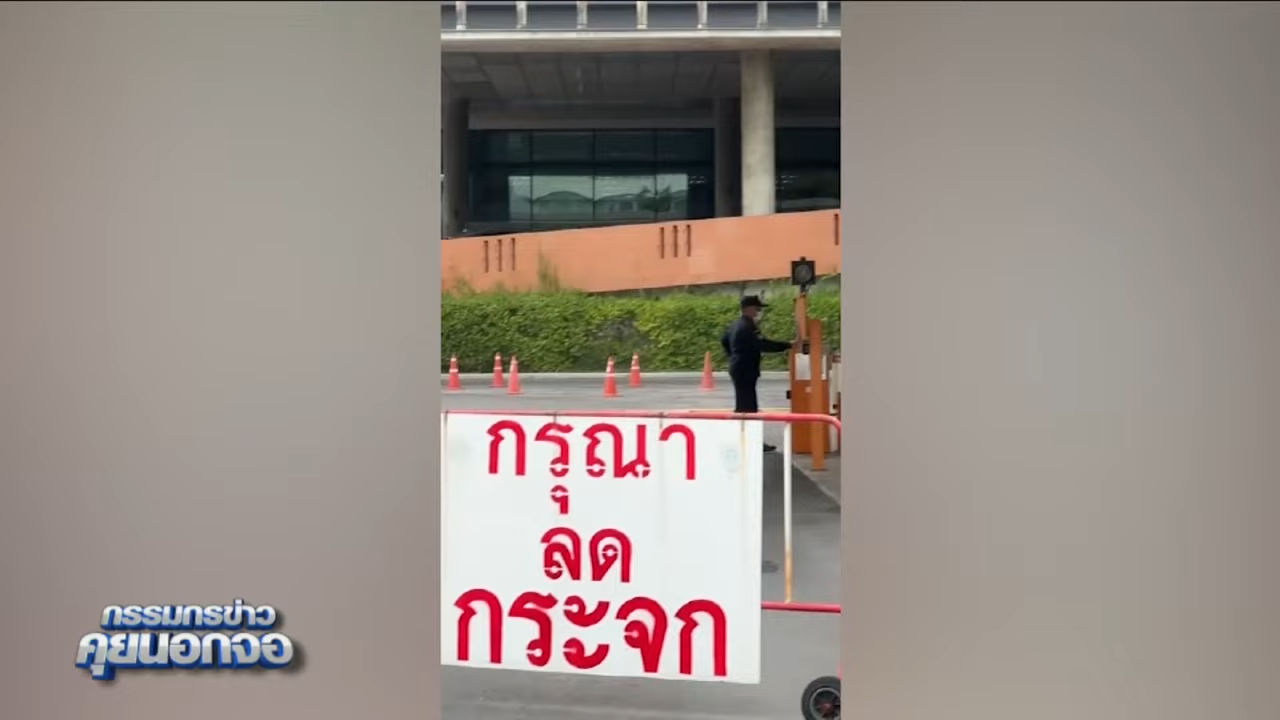 กรุณา
ลด
กระจก
กรรมกรข่าว
คุยนอกจอ